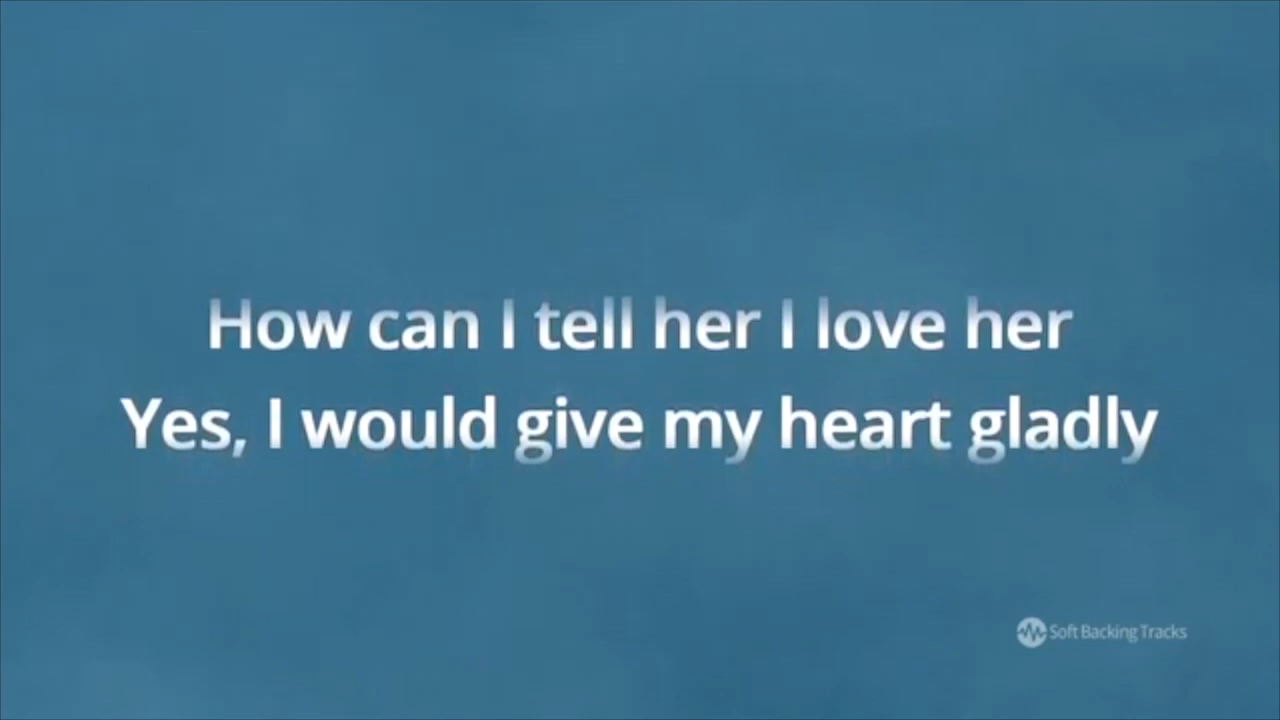 How can I tell her I love her
Yes, I would give my heart gladly
Soft Backing Tracks